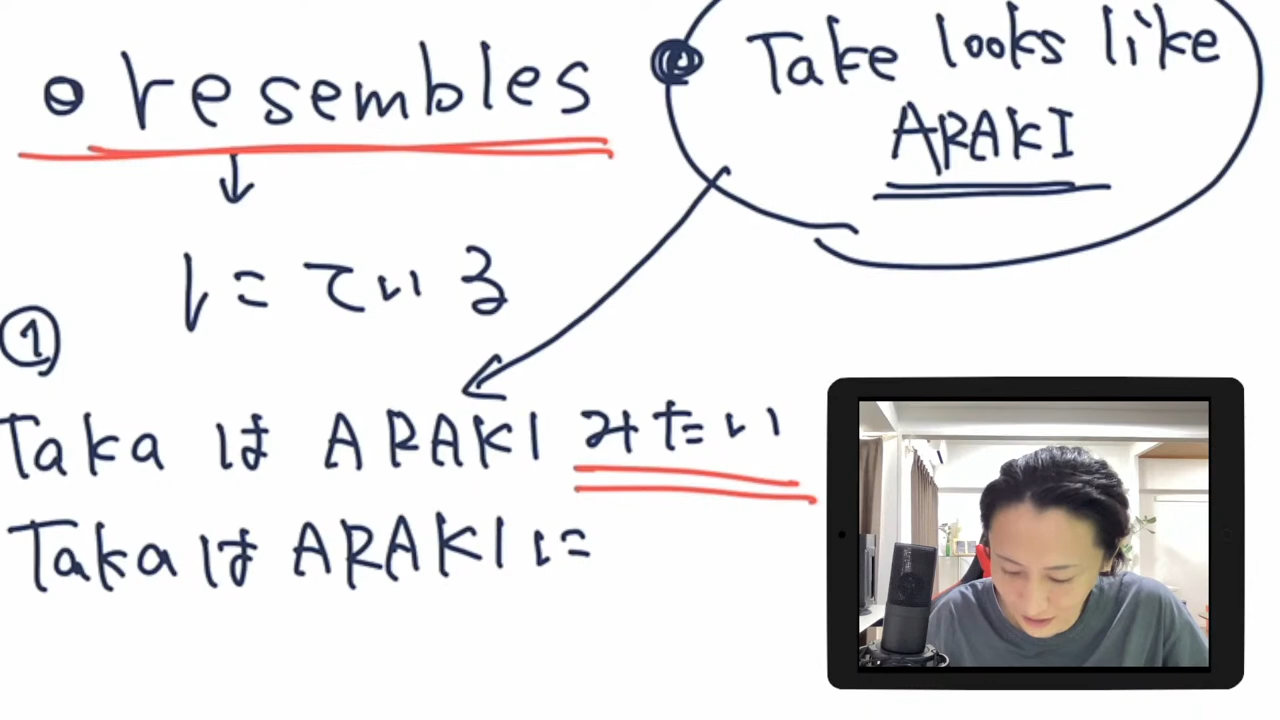 resembles
Take looks like
ARAKI
↓
にている
①
Taka は ARAKI みたい
Taka は ARAKI に